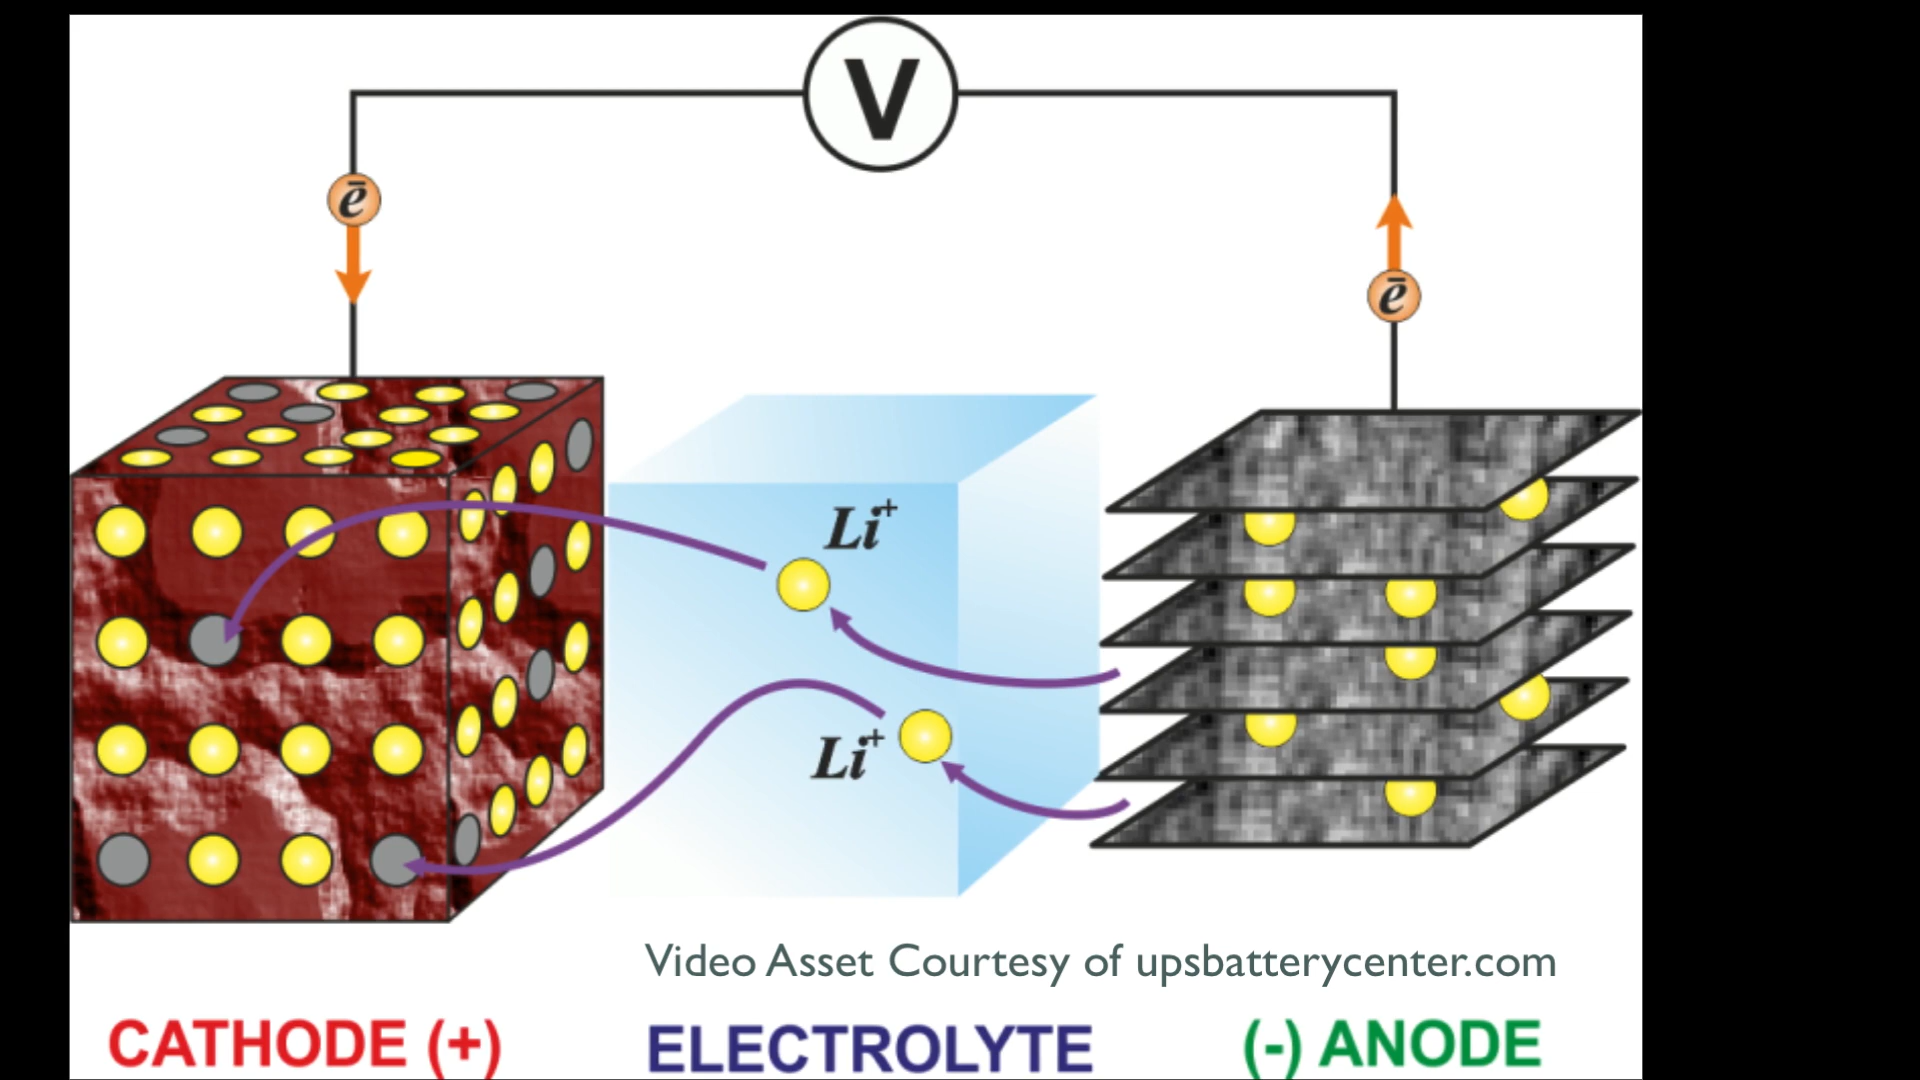 V
ē
ē
Li+
Li+
Video Asset Courtesy of upsbatterycenter.com
CATHODE (+)
ELECTROLYTE
(-) ANODE